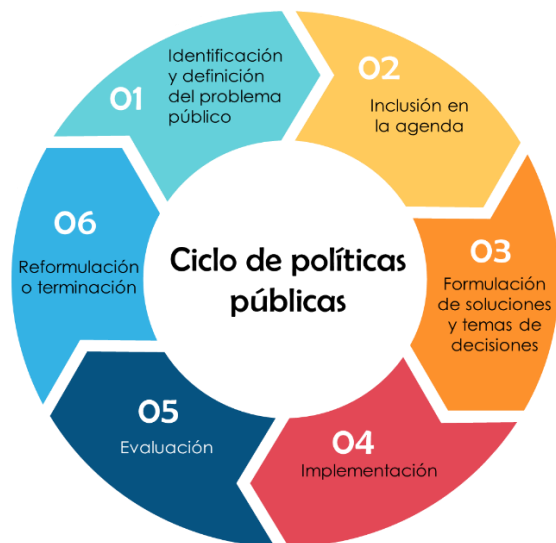 Ciclo de políticas
públicas
01
Identificación
y definición
del problema
público
02
Inclusión en
la agenda
03
Formulación
de soluciones
y temas de
decisiones
04
Implementación
05
Evaluación
06
Reformulación
o terminación